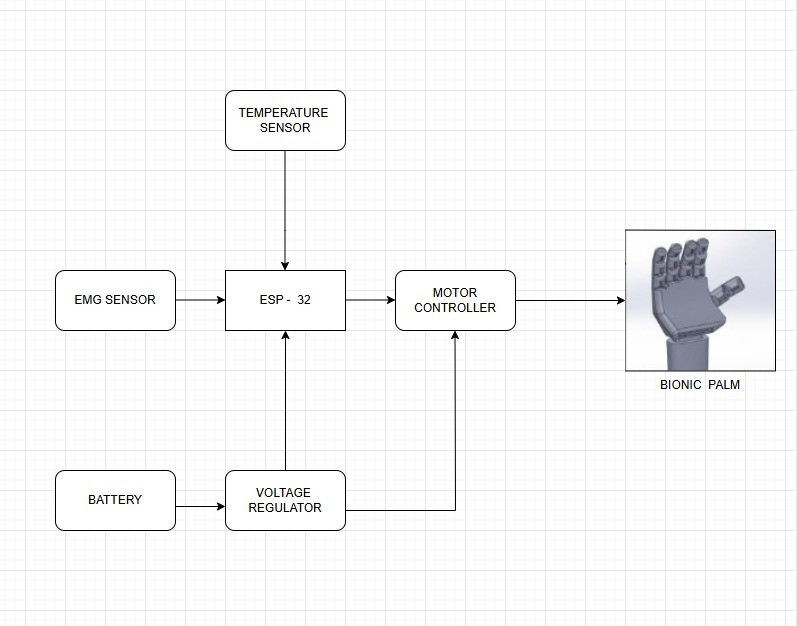 TEMPERATURE
SENSOR
EMG SENSOR
ESP - 32
MOTOR
CONTROLLER
BIONIC PALM
BATTERY
VOLTAGE
REGULATOR